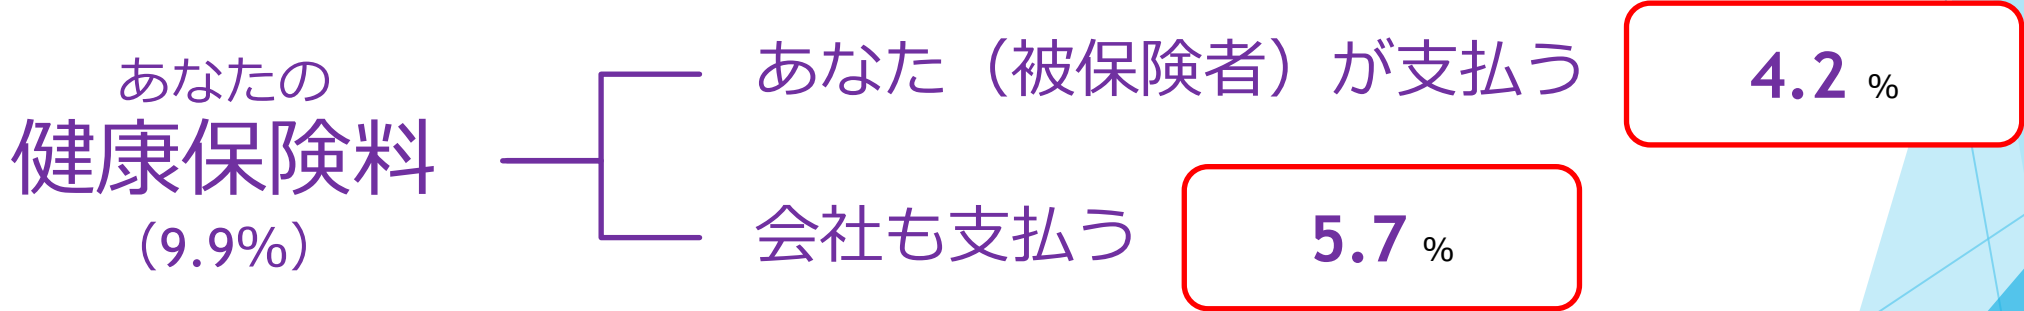 あなたの
健康保険料
（9.9%）
あなた（被保険者）が支払う 4.2 %
会社も支払う 5.7 %